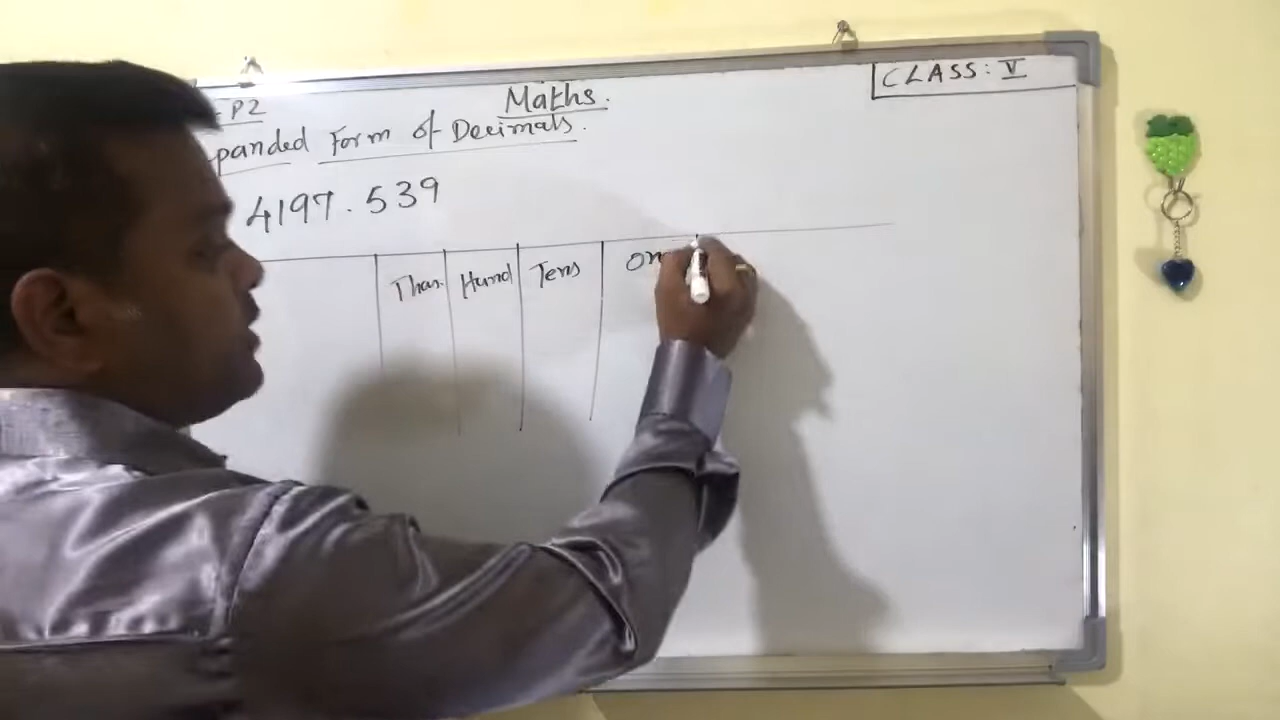 CLASS: V
Maths.
P2
panded Form of Decimals.
4197.539
Thou. Hund Tens On